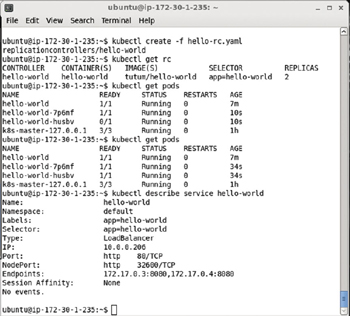 ubuntu@ip-172-30-1-235: ~
File Edit View Search Terminal Help
ubuntu@ip-172-30-1-235:~$ kubectl create -f hello-rc.yaml
replicationcontrollers/hello-world
ubuntu@ip-172-30-1-235:~$ kubectl get rc
CONTROLLER CONTAINER(S) IMAGE(S) SELECTOR REPLICAS
hello-world hello-world tutum/hello-world app=hello-world 2
ubuntu@ip-172-30-1-235:~$ kubectl get pods
NAME READY STATUS RESTARTS AGE
hello-world 1/1 Running 0 7m
hello-world-7p6mf 1/1 Running 0 10s
hello-world-husbv 0/1 Running 0 10s
k8s-master-127.0.0.1 3/3 Running 0 1h
ubuntu@ip-172-30-1-235:~$ kubectl get pods
NAME READY STATUS RESTARTS AGE
hello-world 1/1 Running 0 7m
hello-world-7p6mf 1/1 Running 0 34s
hello-world-husbv 1/1 Running 0 34s
k8s-master-127.0.0.1 3/3 Running 0 1h
ubuntu@ip-172-30-1-235:~$ kubectl describe service hello-world
Name: hello-world
Namespace: default
Labels: app=hello-world
Selector: app=hello-world
Type: LoadBalancer
IP: 10.0.0.206
Port: http 80/TCP
NodePort: http 32600/TCP
Endpoints: 172.17.0.3:8080,172.17.0.4:8080
Session Affinity: None
No events.
ubuntu@ip-172-30-1-235:~$